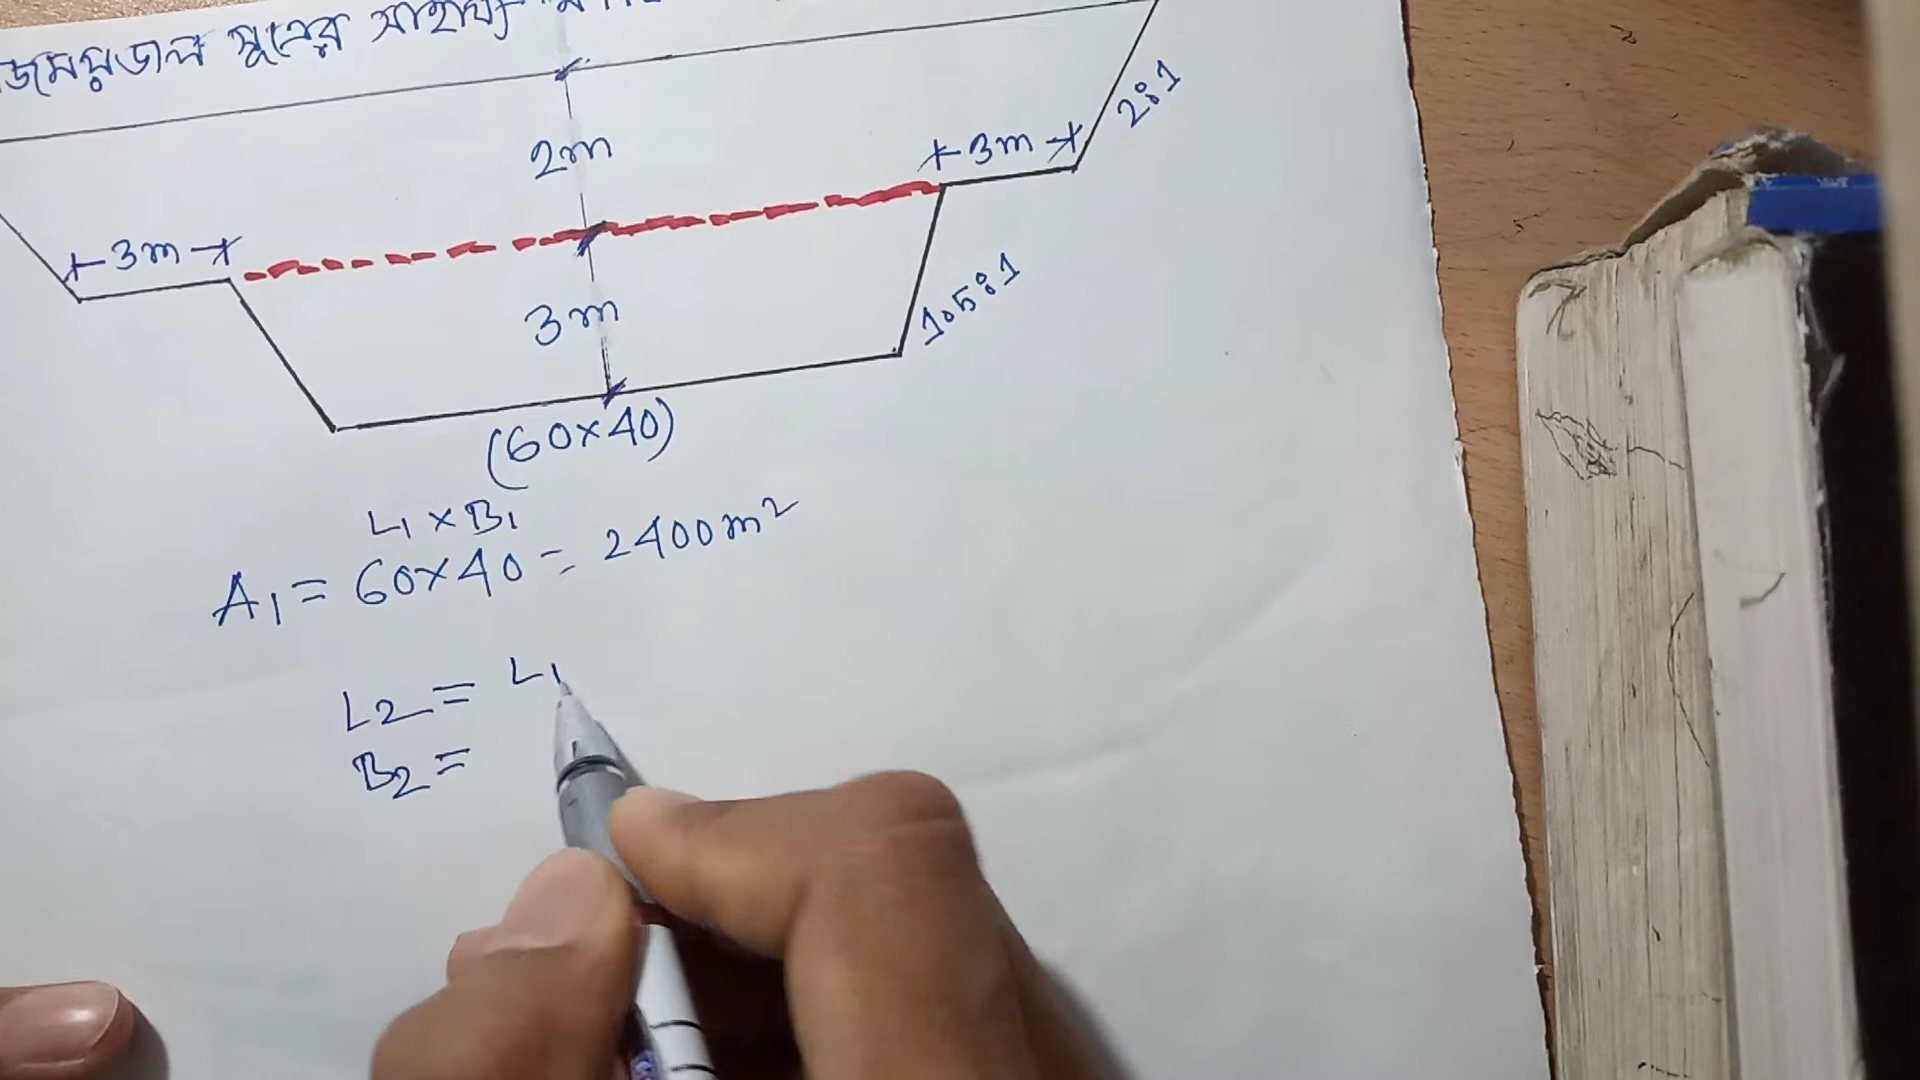 সূত্রের সাহায্যে
2m
3m
2:1
3m
3m
1.5:1
(60×40)
L1 × B1
A1 = 60×40 = 2400m²
L2 = L1
B2 =